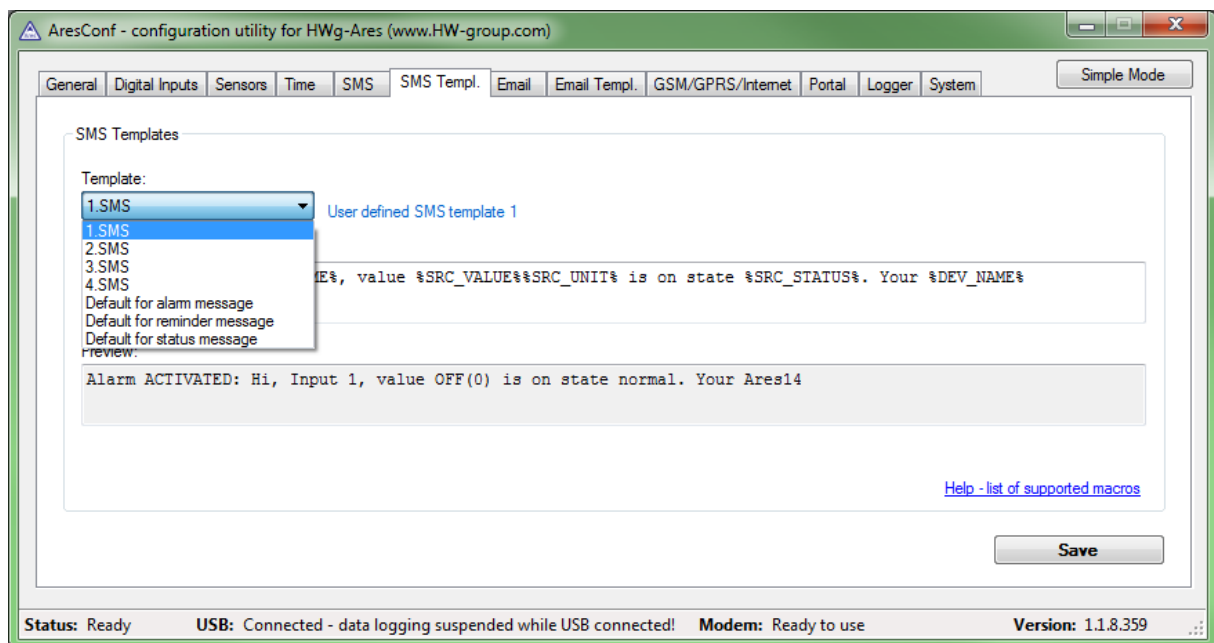 AresConf - configuration utility for HWg-Ares (www.HW-group.com)
Simple Mode
General Digital Inputs Sensors Time SMS SMS Templ. Email Email Templ. GSM/GPRS/Internet Portal Logger System
SMS Templates
Template:
1.SMS
User defined SMS template 1
1.SMS
2.SMS
3.SMS
4.SMS
Default for alarm message
Default for reminder message
Default for status message
ME%, value %SRC_VALUE%%SRC_UNIT% is on state %SRC_STATUS%. Your %DEV_NAME%
Preview:
Alarm ACTIVATED: Hi, Input 1, value OFF(0) is on state normal. Your Ares14
Help - list of supported macros
Save
Status: Ready USB: Connected - data logging suspended while USB connected! Modem: Ready to use Version: 1.1.8.359